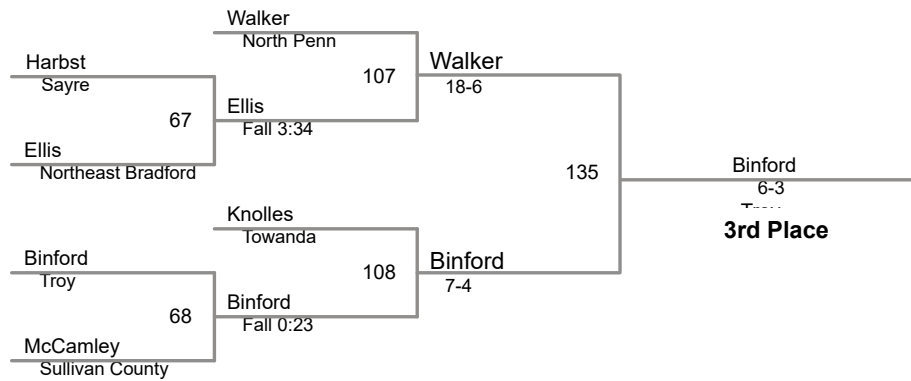 Walker
North Penn
Harbst
Sayre
107
Walker
18-6
67
Ellis
Fall 3:34
Ellis
Northeast Bradford
135
Binford
6-3
3rd Place
Knolles
Towanda
Binford
Troy
108
Binford
7-4
68
Binford
Fall 0:23
McCamley
Sullivan County